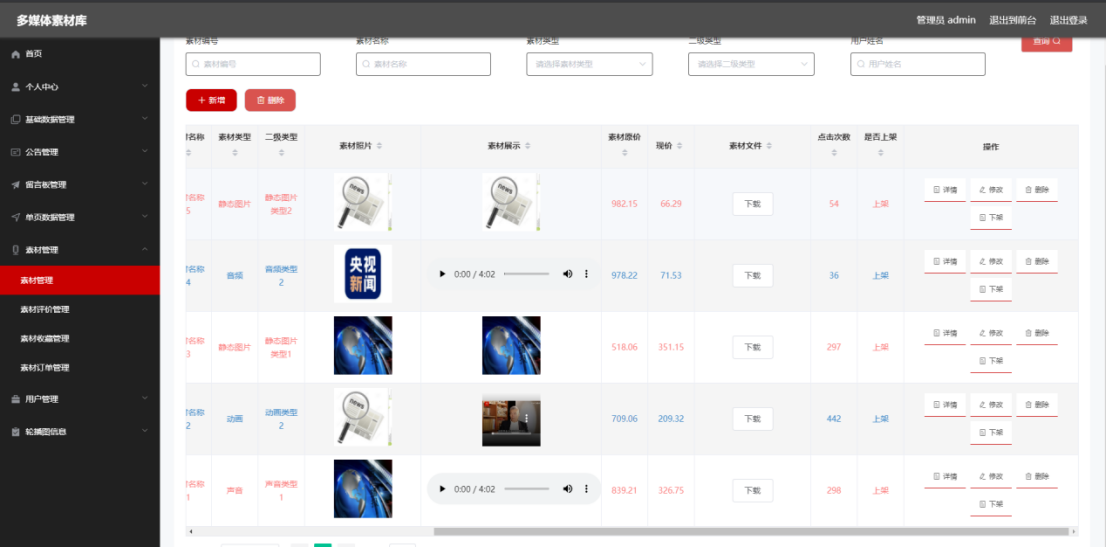 多媒体素材库
管理员 admin 退出到前台 退出登录
首页
个人中心
基础数据管理
公告管理
留言板管理
单页数据管理
素材管理
素材管理
素材评价管理
素材收藏管理
素材订单管理
用户管理
轮播图信息
素材编号 素材名称 素材类型 二级类型 用户姓名
素材编号 素材名称 请选择素材类型 请选择二级类型 用户姓名 查询
新增 删除
名称 素材类型 二级类型 素材照片 素材展示 素材原价 现价 素材文件 点击次数 是否上架 操作
名称5 静态图片 静态图片类型2 982.15 66.29 下载 54 上架 详情 修改 删除
下架
news
news
名称4 音频 音频类型2 0:00 / 4:02 978.22 71.53 下载 36 上架 详情 修改 删除
下架
央视
新闻
名称3 静态图片 静态图片类型1 518.06 351.15 下载 297 上架 详情 修改 删除
下架
名称2 动画 动画类型2 709.06 209.32 下载 442 上架 详情 修改 删除
下架
news
名称1 声音 声音类型1 0:00 / 4:02 839.21 326.75 下载 298 上架 详情 修改 删除
下架